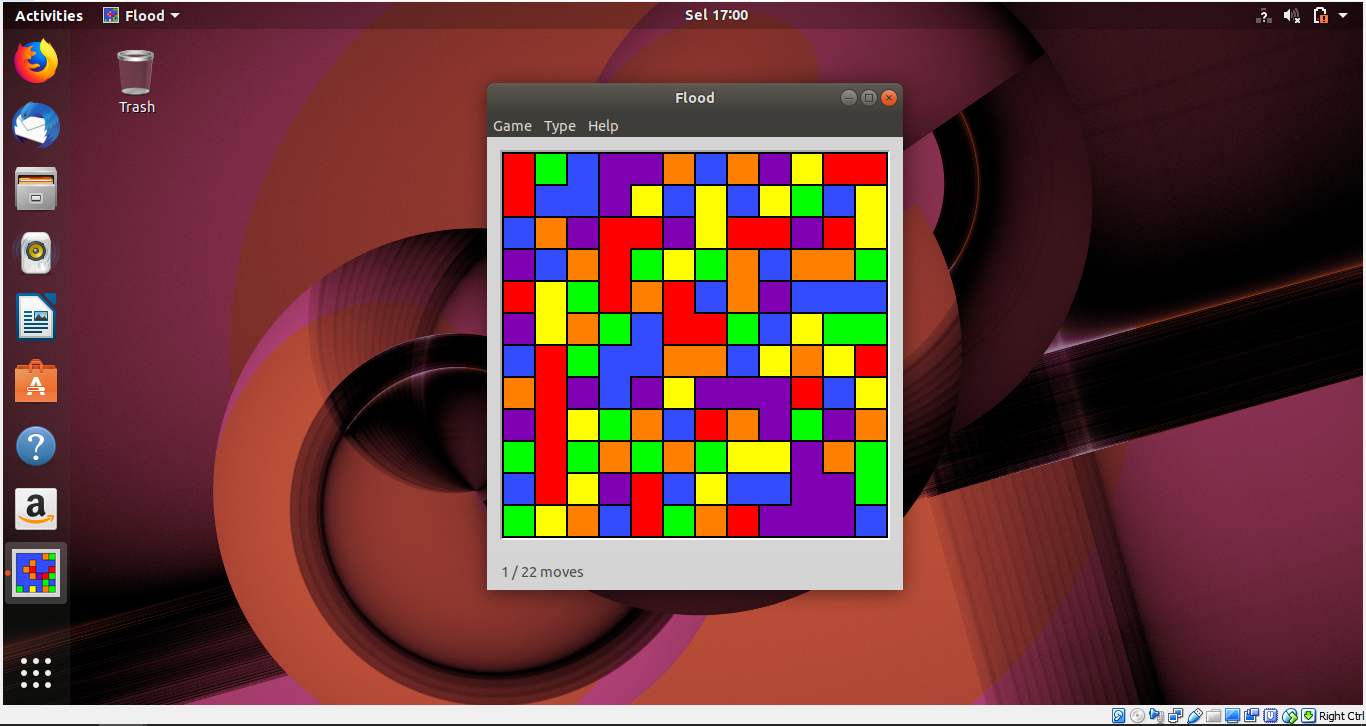 Activities Flood Sel 17:00
Trash
Flood
Game Type Help
1 / 22 moves
Right Ctrl